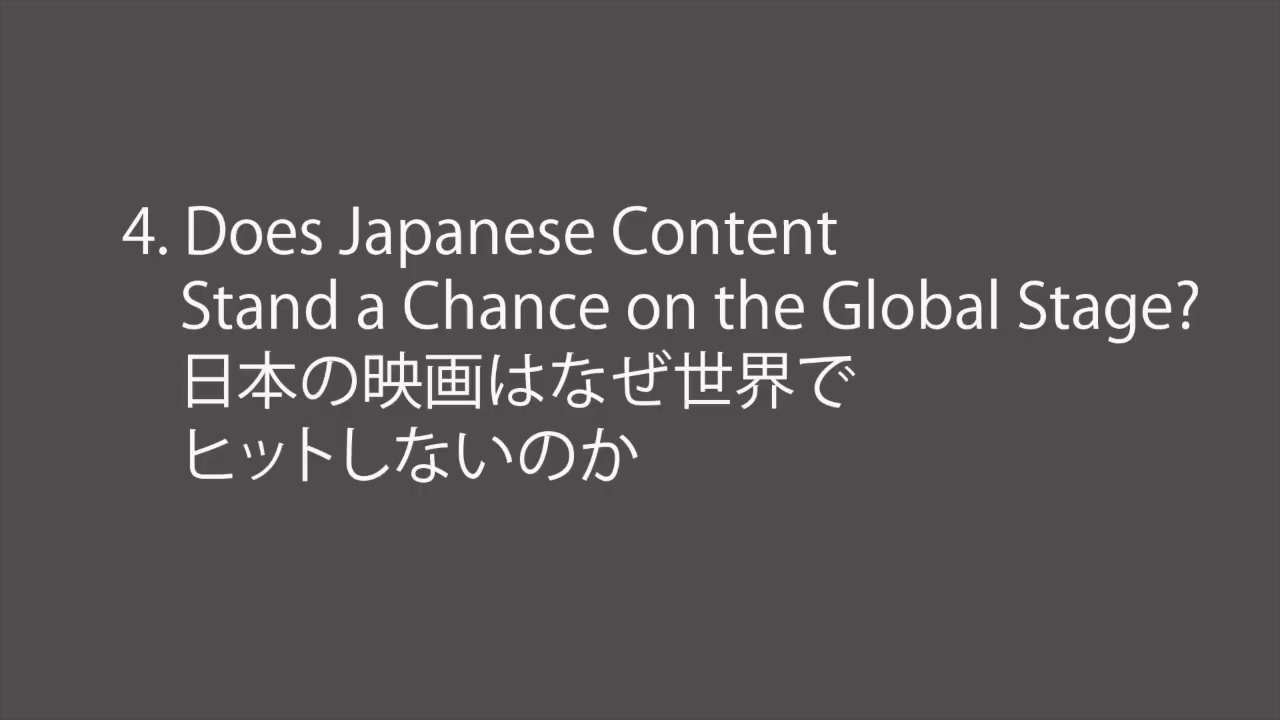 4. Does Japanese Content
Stand a Chance on the Global Stage?
日本の映画はなぜ世界で
ヒットしないのか